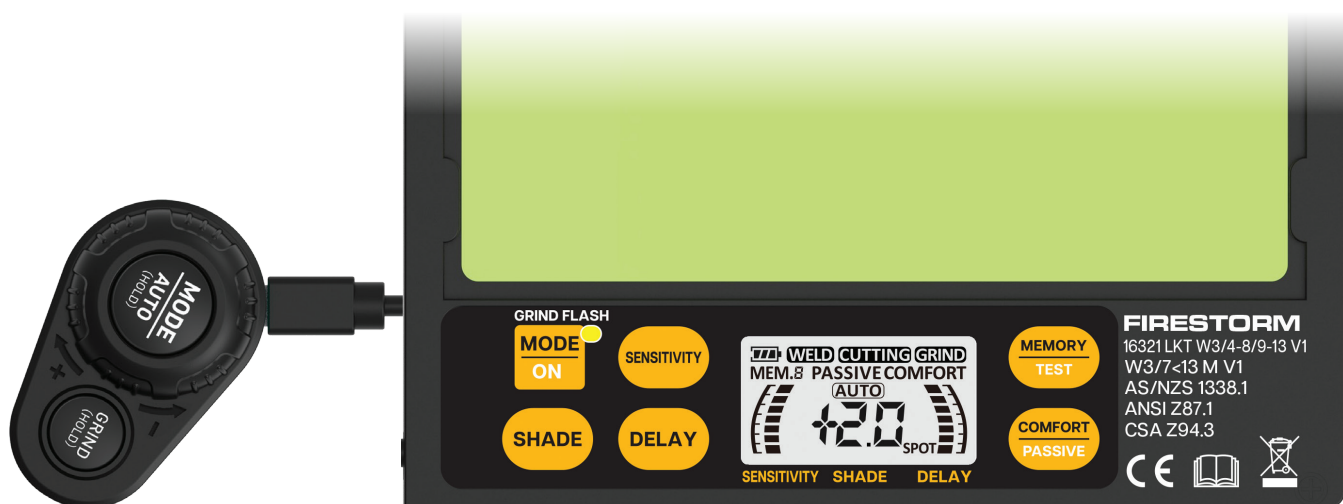 MODE
AUTO
(HOLD)
+
-
GRIND
(HOLD)
GRIND FLASH
MODE
ON
SENSITIVITY
SHADE
DELAY
WELD CUTTING GRIND
MEM.8 PASSIVE COMFORT
AUTO
+2.0
SPOT
SENSITIVITY SHADE DELAY
MEMORY
TEST
COMFORT
PASSIVE
FIRESTORM
16321 LKT W3/4-8/9-13 V1
W3/7<13 M V1
AS/NZS 1338.1
ANSI Z87.1
CSA Z94.3
CE